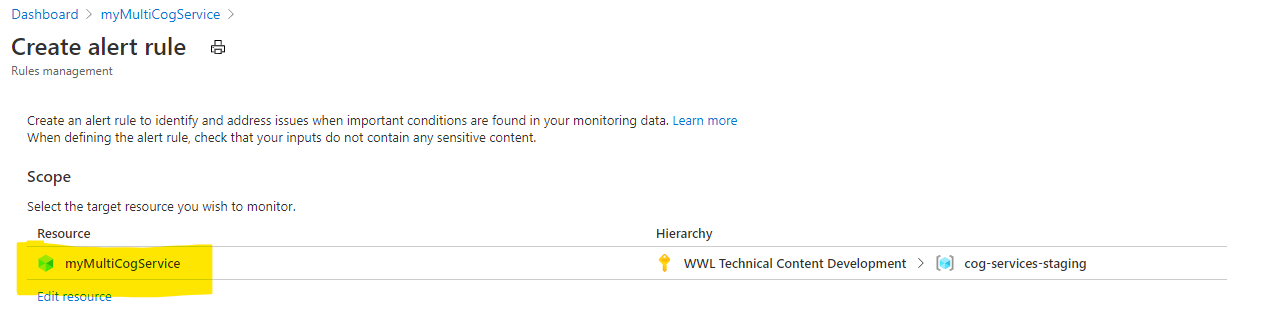 Dashboard > myMultiCogService >
Create alert rule
Rules management
Create an alert rule to identify and address issues when important conditions are found in your monitoring data. Learn more
When defining the alert rule, check that your inputs do not contain any sensitive content.
Scope
Select the target resource you wish to monitor.
Resource Hierarchy
myMultiCogService WWL Technical Content Development > cog-services-staging
Edit resource